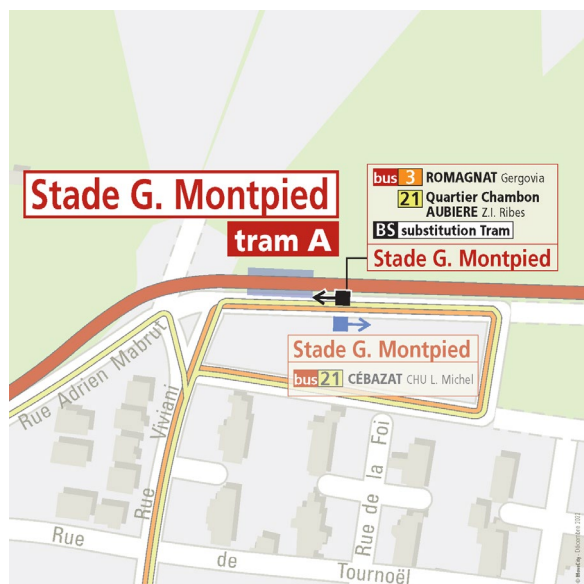 bus 3 ROMAGNAT Gergovia
21 Quartier Chambon
AUBIERE Z.I. Ribes
BS substitution Tram
Stade G. Montpied
Stade G. Montpied
tram A
Stade G. Montpied
bus 21 CÉBAZAT CHU L. Michel
Rue Adrien Mabrut
Rue Viviani
Rue de la Foi
Rue de Tournoël